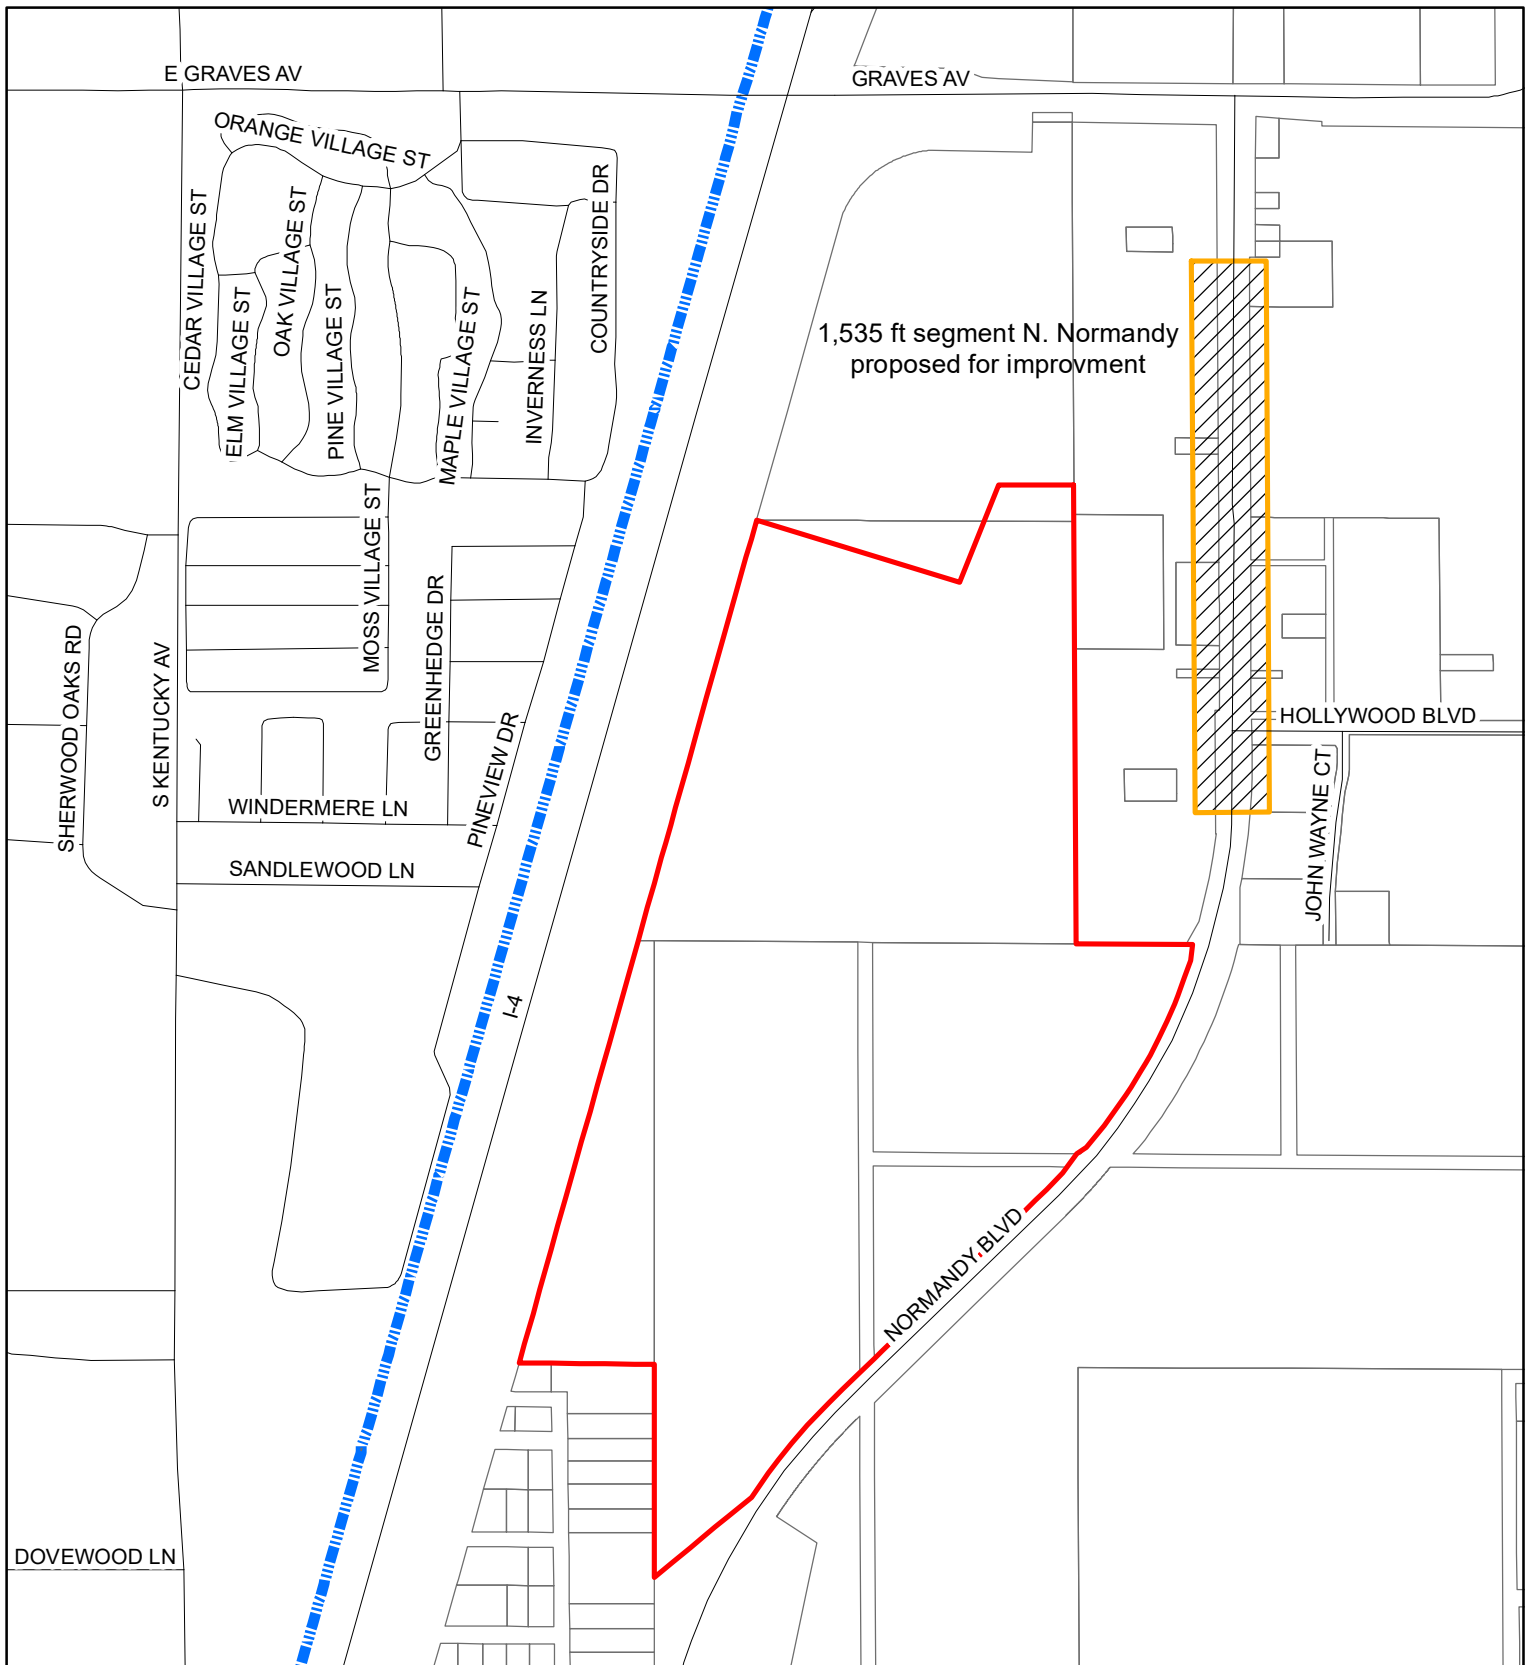 E GRAVES AV
GRAVES AV
ORANGE VILLAGE ST
CEDAR VILLAGE ST
OAK VILLAGE ST
ELM VILLAGE ST
PINE VILLAGE ST
MAPLE VILLAGE ST
INVERNESS LN
COUNTRYSIDE DR
1,535 ft segment N. Normandy
proposed for improvment
MOSS VILLAGE ST
GREENHEDGE DR
SHERWOOD OAKS RD
S KENTUCKY AV
PINEVIEW DR
HOLLYWOOD BLVD
JOHN WAYNE CT
WINDERMERE LN
SANDLEWOOD LN
I-4
NORMANDY BLVD
DOVEWOOD LN